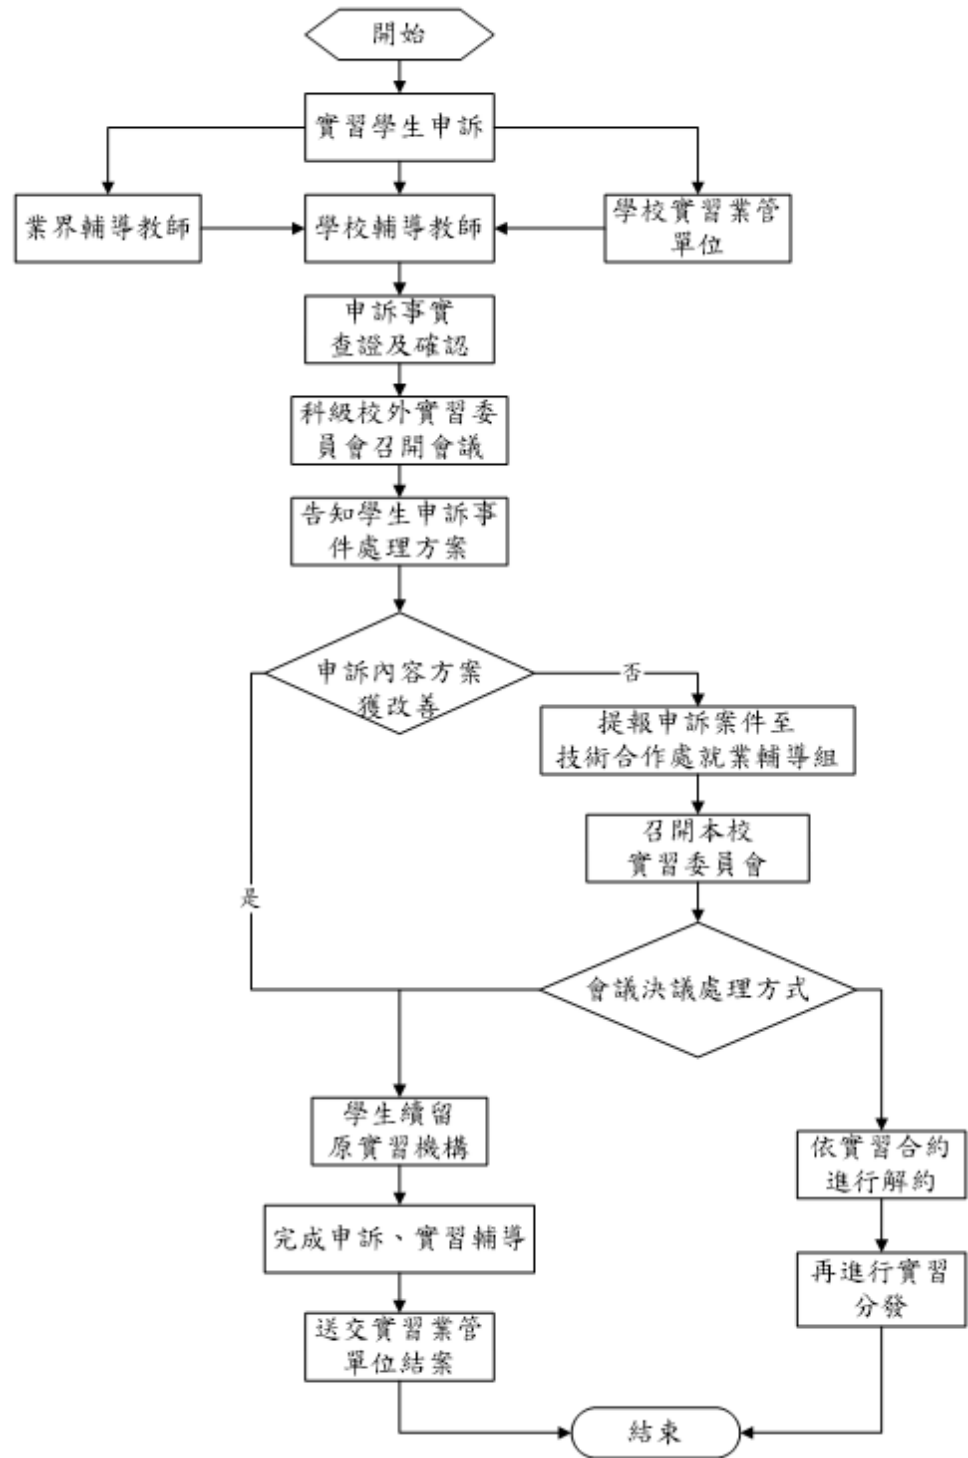 開始
實習學生申訴
業界輔導教師
學校輔導教師
學校實習業管
單位
申訴事實
查證及確認
科級校外實習委
員會召開會議
告知學生申訴事
件處理方案
申訴內容方案
獲改善
否
提報申訴案件至
技術合作處就業輔導組
召開本校
實習委員會
是
會議決議處理方式
學生續留
原實習機構
依實習合約
進行解約
完成申訴、實習輔導
再進行實習
分發
送交實習業管
單位結案
結束